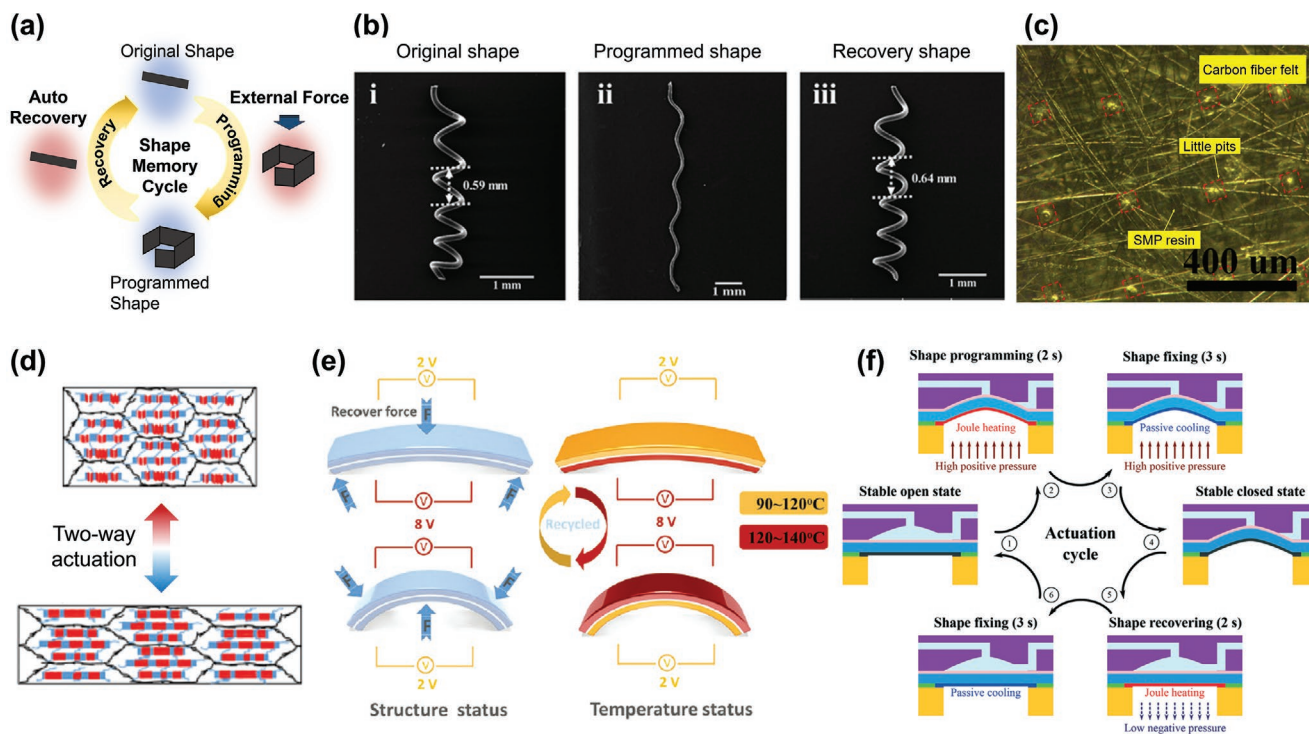 (a)
Original Shape
Auto
Recovery
External Force
Recovery
Shape
Memory
Cycle
Programming
Programmed
Shape
(b)
Original shape
Programmed shape
Recovery shape
i
0.59 mm
1 mm
ii
1 mm
iii
0.64 mm
1 mm
(c)
Carbon fiber felt
Little pits
SMP resin
400 um
(d)
Two-way
actuation
(e)
2 V
V
Recover force
F
F
F
V
8 V
V
F
F
F
V
2 V
Structure status
2 V
V
V
8 V
V
Recycled
90~120°C
120~140°C
V
2 V
Temperature status
(f)
Shape programming (2 s)
Joule heating
High positive pressure
Shape fixing (3 s)
Passive cooling
High positive pressure
Stable open state
Stable closed state
Actuation
cycle
1
2
3
4
5
6
Shape fixing (3 s)
Passive cooling
Shape recovering (2 s)
Joule heating
Low negative pressure